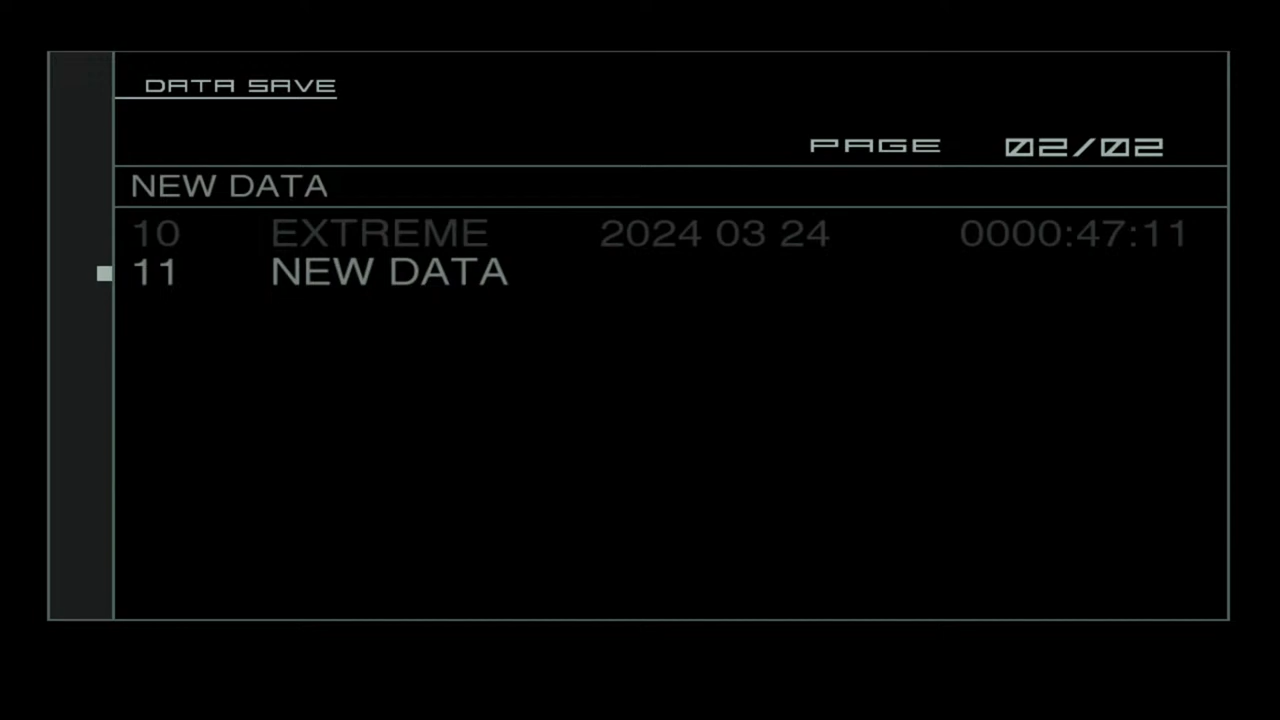 DATA SAVE
PAGE 02/02
NEW DATA
10 EXTREME 2024 03 24 0000:47:11
11 NEW DATA